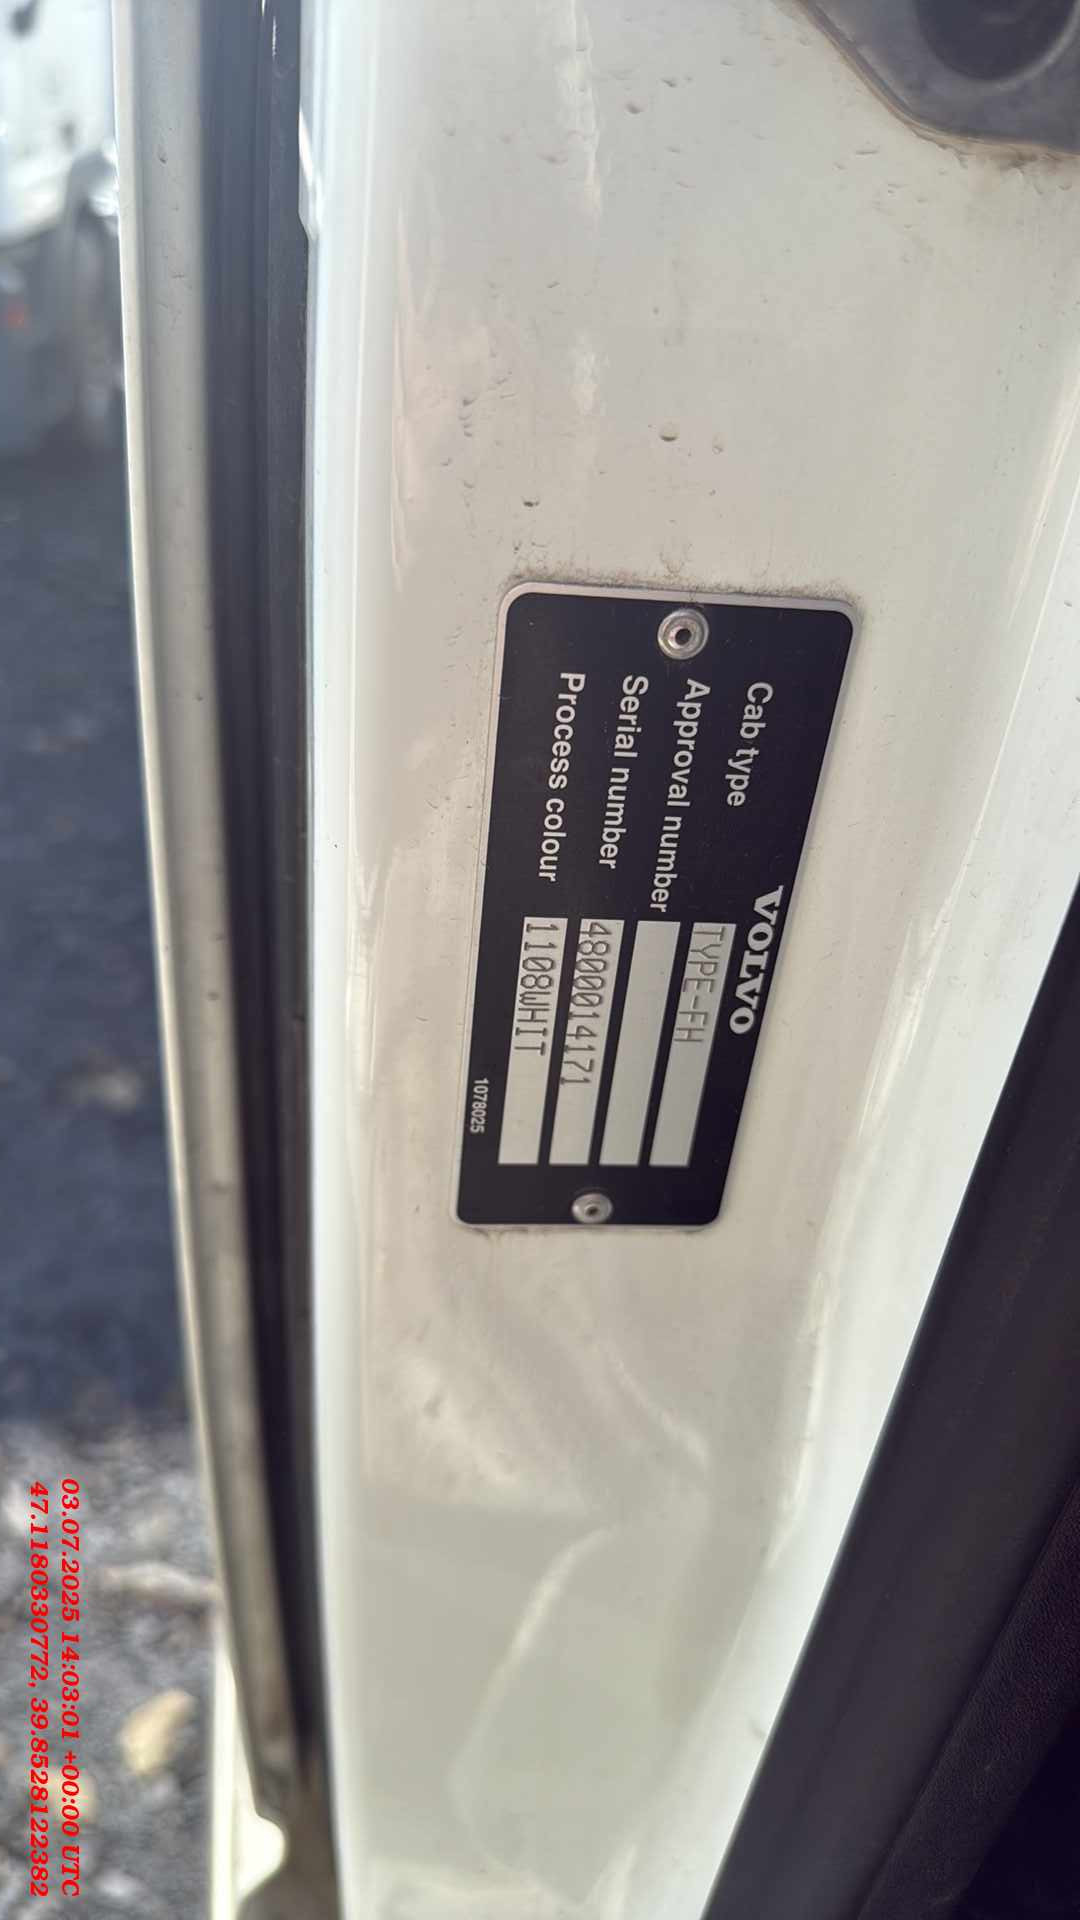 VOLVO
Cab type TYPE-FH
Approval number
Serial number 4800014171
Process colour 1108WHIT
1078025
03.07.2025 14:03:01 +00:00 UTC
47.118033072, 39.8528122382